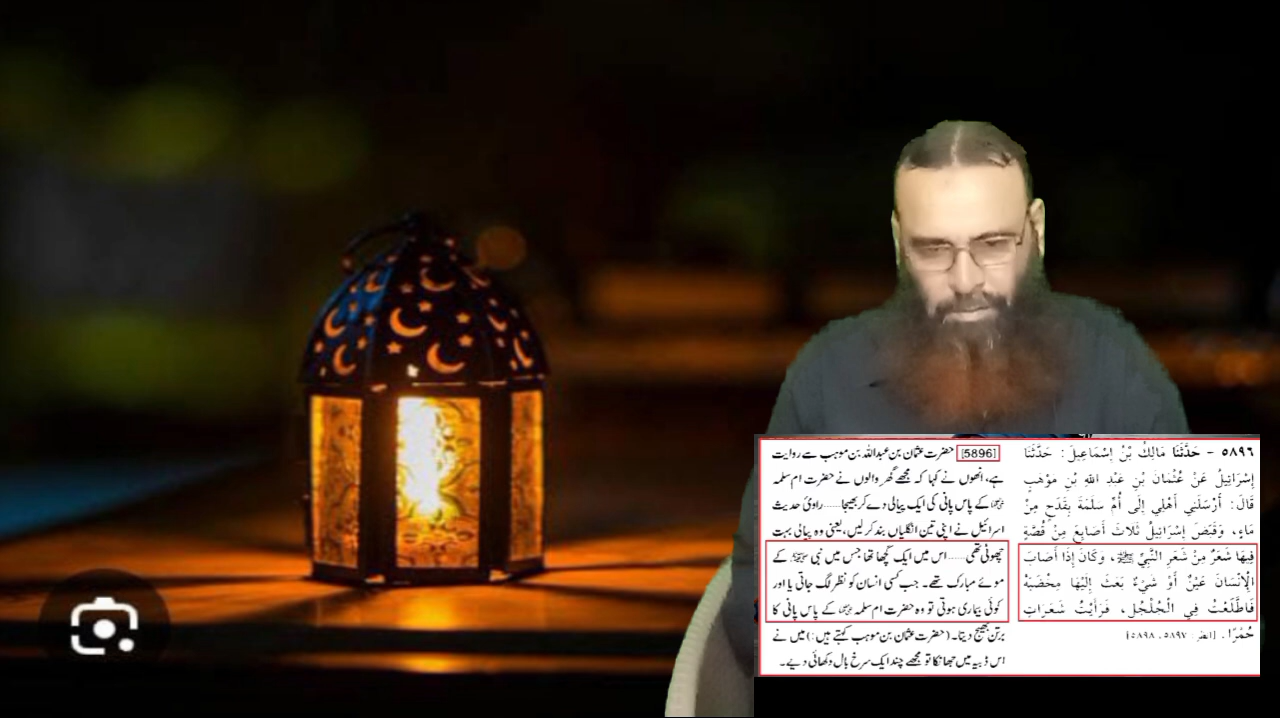 ٥٨٩٦ - حَدَّثَنَا مَالِكُ بْنُ إِسْمَاعِيلَ: حَدَّثَنَا
إِسْرَائِيلُ عَنْ عُثْمَانَ بْنِ عَبْدِ اللهِ بْنِ مَوْهَبٍ
قَالَ: أَرْسَلَنِي أَهْلِي إِلَى أُمِّ سَلَمَةَ بِقَدَحٍ مِنْ
مَاءٍ، وَقَبَضَ إِسْرَائِيلُ ثَلَاثَ أَصَابِعَ مِنْ قُصَّةٍ
فِيهَا شَعَرٌ مِنْ شَعَرِ النَّبِيِّ ﷺ، وَكَانَ إِذَا أَصَابَ
الْإِنْسَانَ عَيْنٌ أَوْ شَيْءٌ بَعَثَ إِلَيْهَا مِخْضَبَهُ
فَاطَّلَعْتُ فِي الْجُلْجُلِ، فَرَأَيْتُ شَعَرَاتٍ
حُمْرًا. [انظر: ٥٨٩٧، ٥٨٩٨]
[5896] حضرت عثمان بن عبداللہ بن موہب سے روایت
ہے، انھوں نے کہا کہ مجھے گھر والوں نے حضرت ام سلمہ
ؓ کے پاس پانی کی ایک پیالی دے کر بھیجا...... راویٔ حدیث
اسرائیل نے اپنی تین انگلیاں بند کر لیں، یعنی وہ پیالی بہت
چھوٹی تھی...... اس میں ایک گچھا تھا جس میں نبی ﷺ کے
موئے مبارک تھے۔ جب کسی انسان کو نظر لگ جاتی یا اور
کوئی بیماری ہوتی تو وہ حضرت ام سلمہ ؓ کے پاس پانی کا
برتن بھیج دیتا۔ (حضرت عثمان بن موہب کہتے ہیں:) میں نے
اس ڈبیہ میں جھانکا تو مجھے چند ایک سرخ بال دکھائی دیے۔